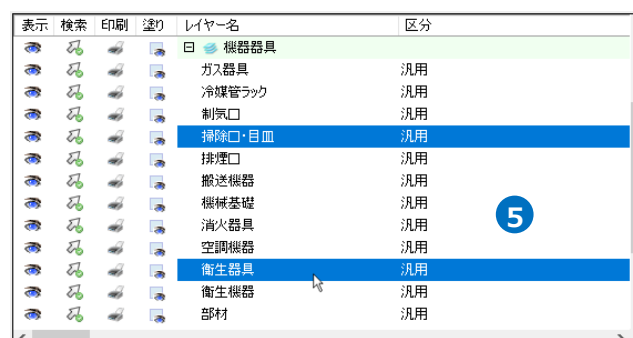 表示 検索 印刷 塗り レイヤー名 区分
機器器具
ガス器具 汎用
冷媒管ラック 汎用
制気口 汎用
掃除口・目皿 汎用
排煙口 汎用
搬送機器 汎用
機械基礎 汎用
消火器具 汎用
空調機器 汎用
衛生器具 汎用
衛生機器 汎用
部材 汎用
5